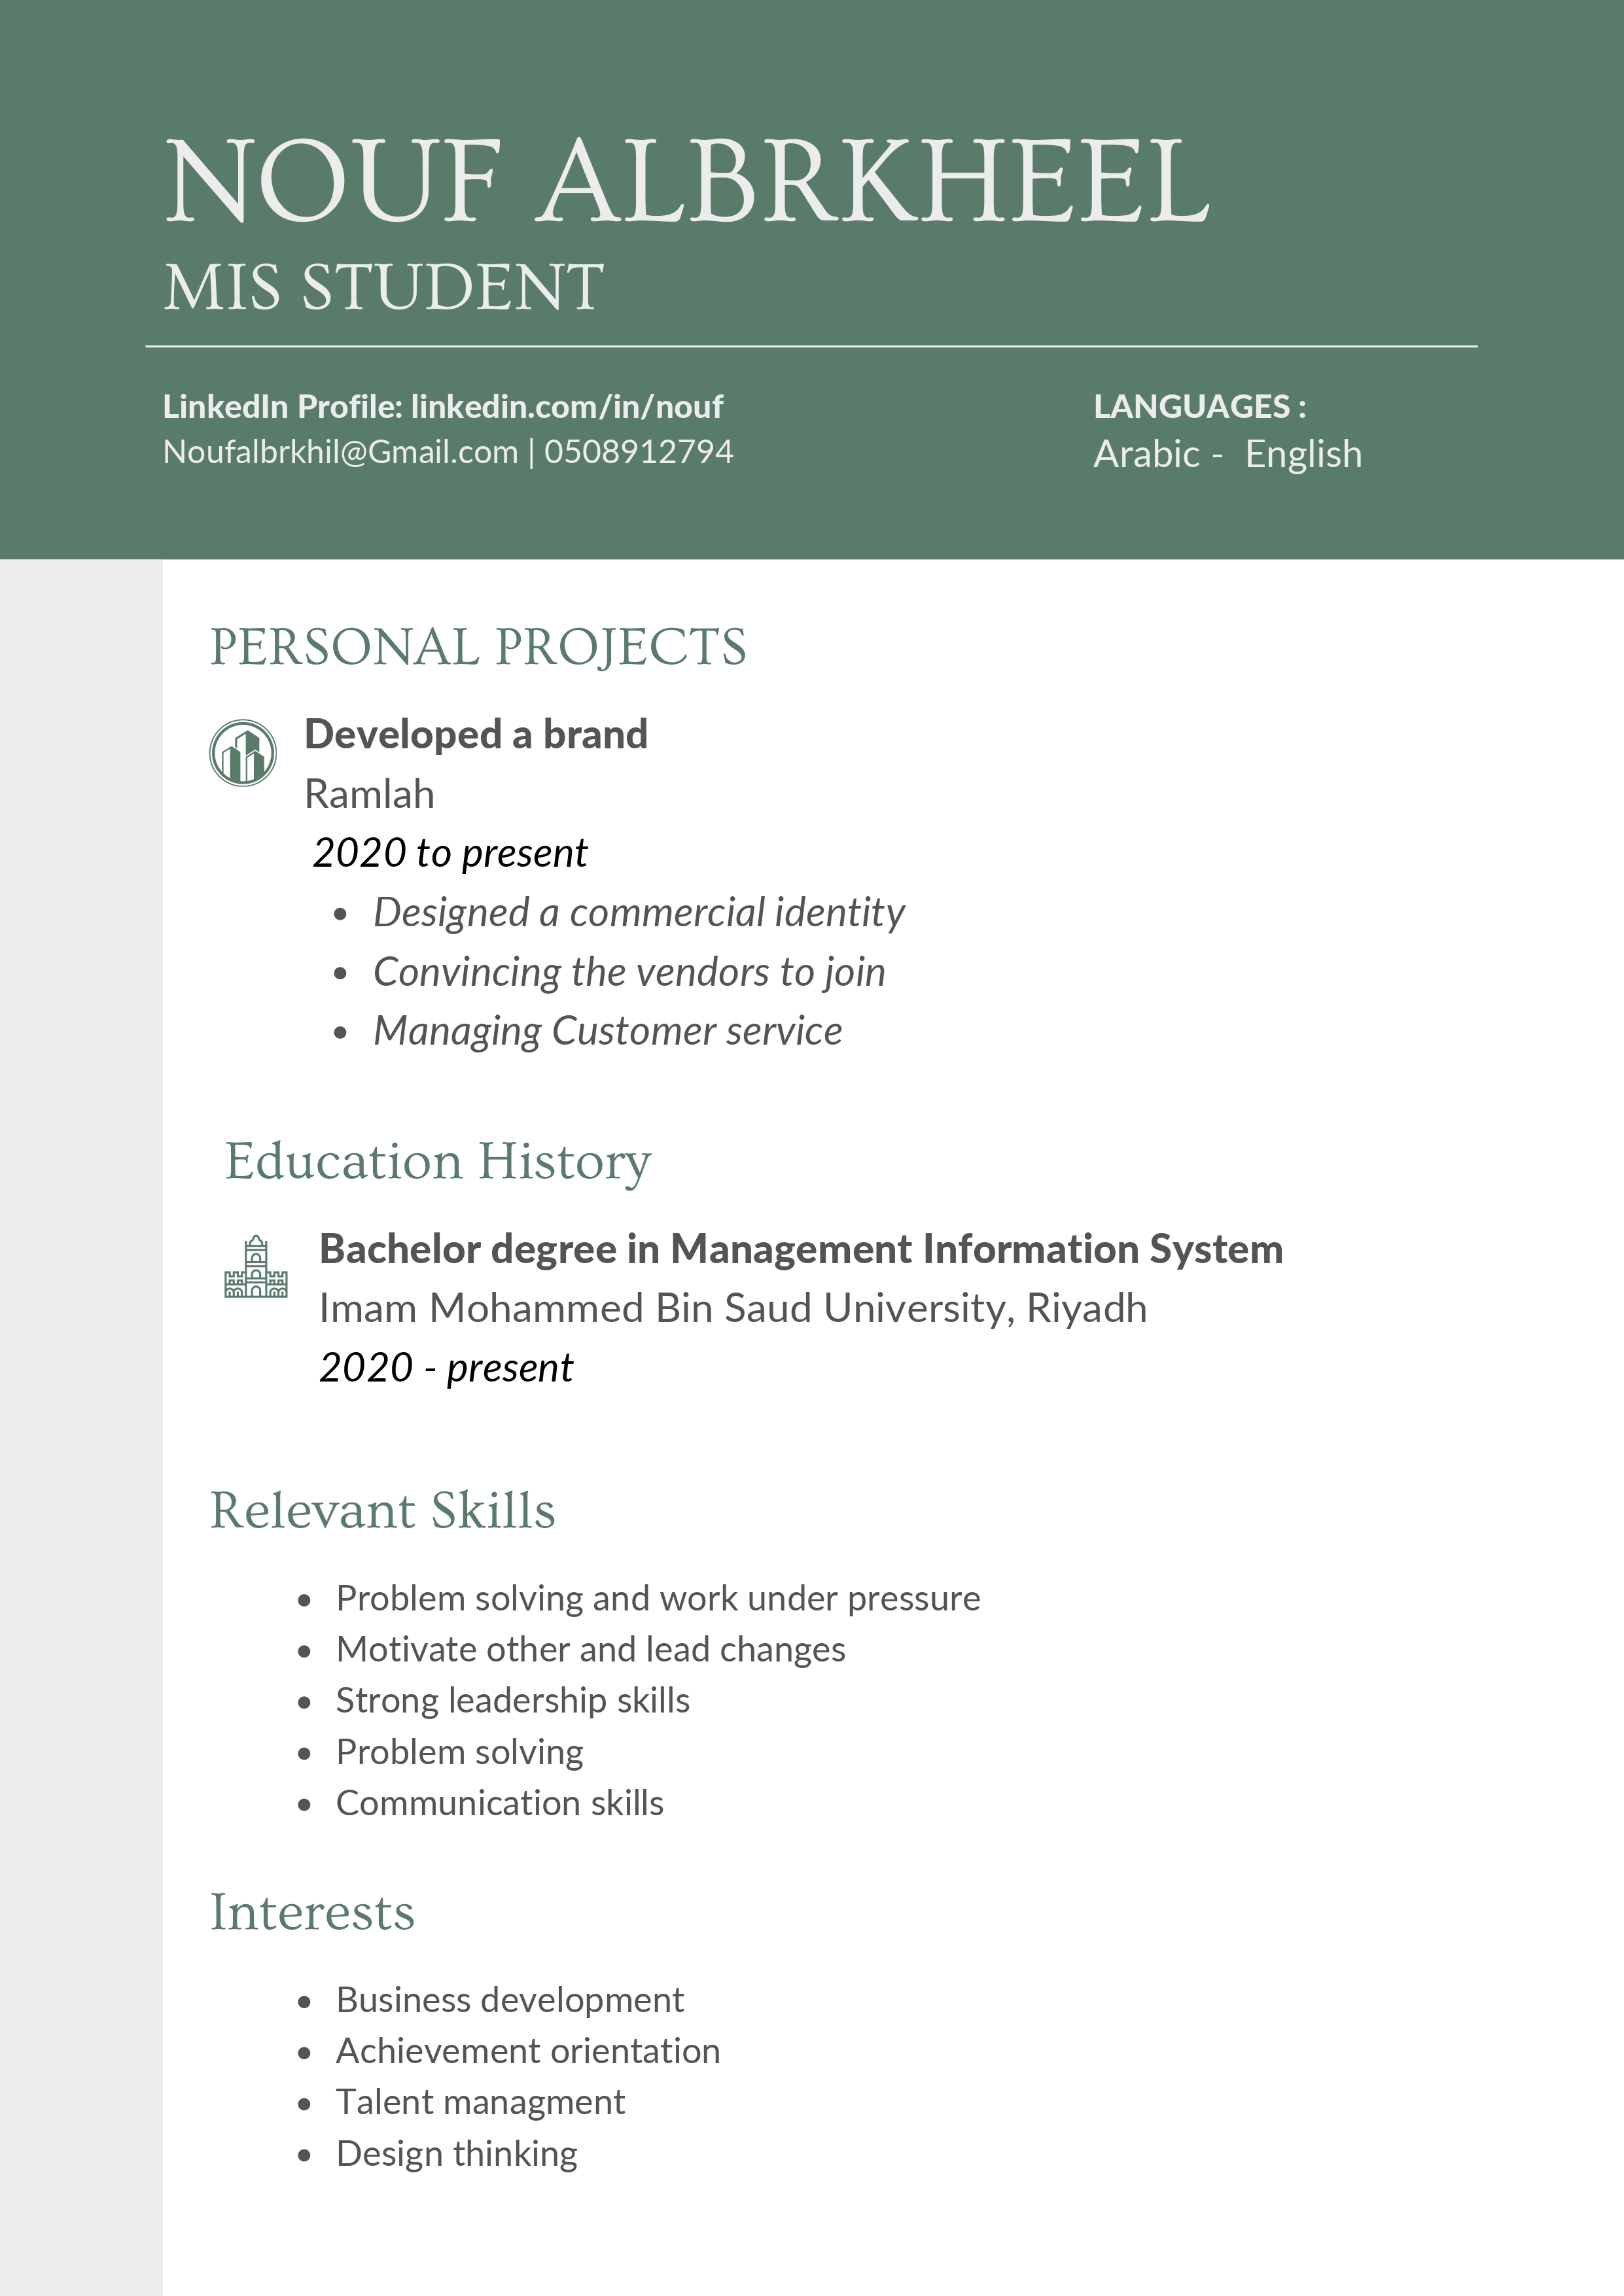 NOUF ALBRKHEEL
MIS STUDENT
LinkedIn Profile: linkedin.com/in/nouf
Noufalbrkhil@Gmail.com | 0508912794
LANGUAGES :
Arabic - English
PERSONAL PROJECTS
Developed a brand
Ramlah
2020 to present
• Designed a commercial identity
• Convincing the vendors to join
• Managing Customer service
Education History
Bachelor degree in Management Information System
Imam Mohammed Bin Saud University, Riyadh
2020 - present
Relevant Skills
• Problem solving and work under pressure
• Motivate other and lead changes
• Strong leadership skills
• Problem solving
• Communication skills
Interests
• Business development
• Achievement orientation
• Talent managment
• Design thinking